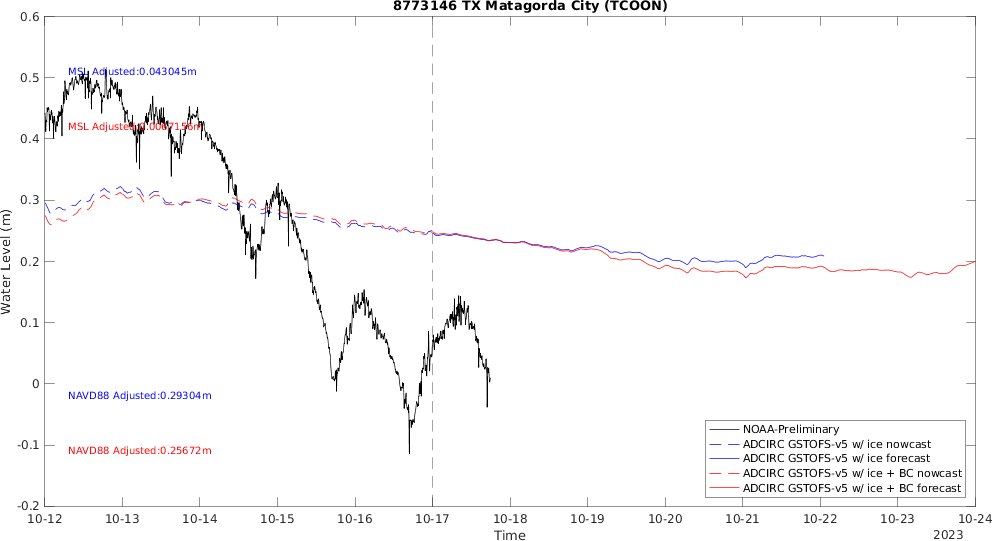 8773146 TX Matagorda City (TCOON)
0.6
0.5
0.4
0.3
0.2
0.1
0
-0.1
-0.2
Water Level (m)
MSL Adjusted:0.043045m
MSL Adjusted:0.0067156m
NAVD88 Adjusted:0.29304m
NAVD88 Adjusted:0.25672m
NOAA-Preliminary
ADCIRC GSTOFS-v5 w/ ice nowcast
ADCIRC GSTOFS-v5 w/ ice forecast
ADCIRC GSTOFS-v5 w/ ice + BC nowcast
ADCIRC GSTOFS-v5 w/ ice + BC forecast
10-12 10-13 10-14 10-15 10-16 10-17 10-18 10-19 10-20 10-21 10-22 10-23 10-24
Time
2023